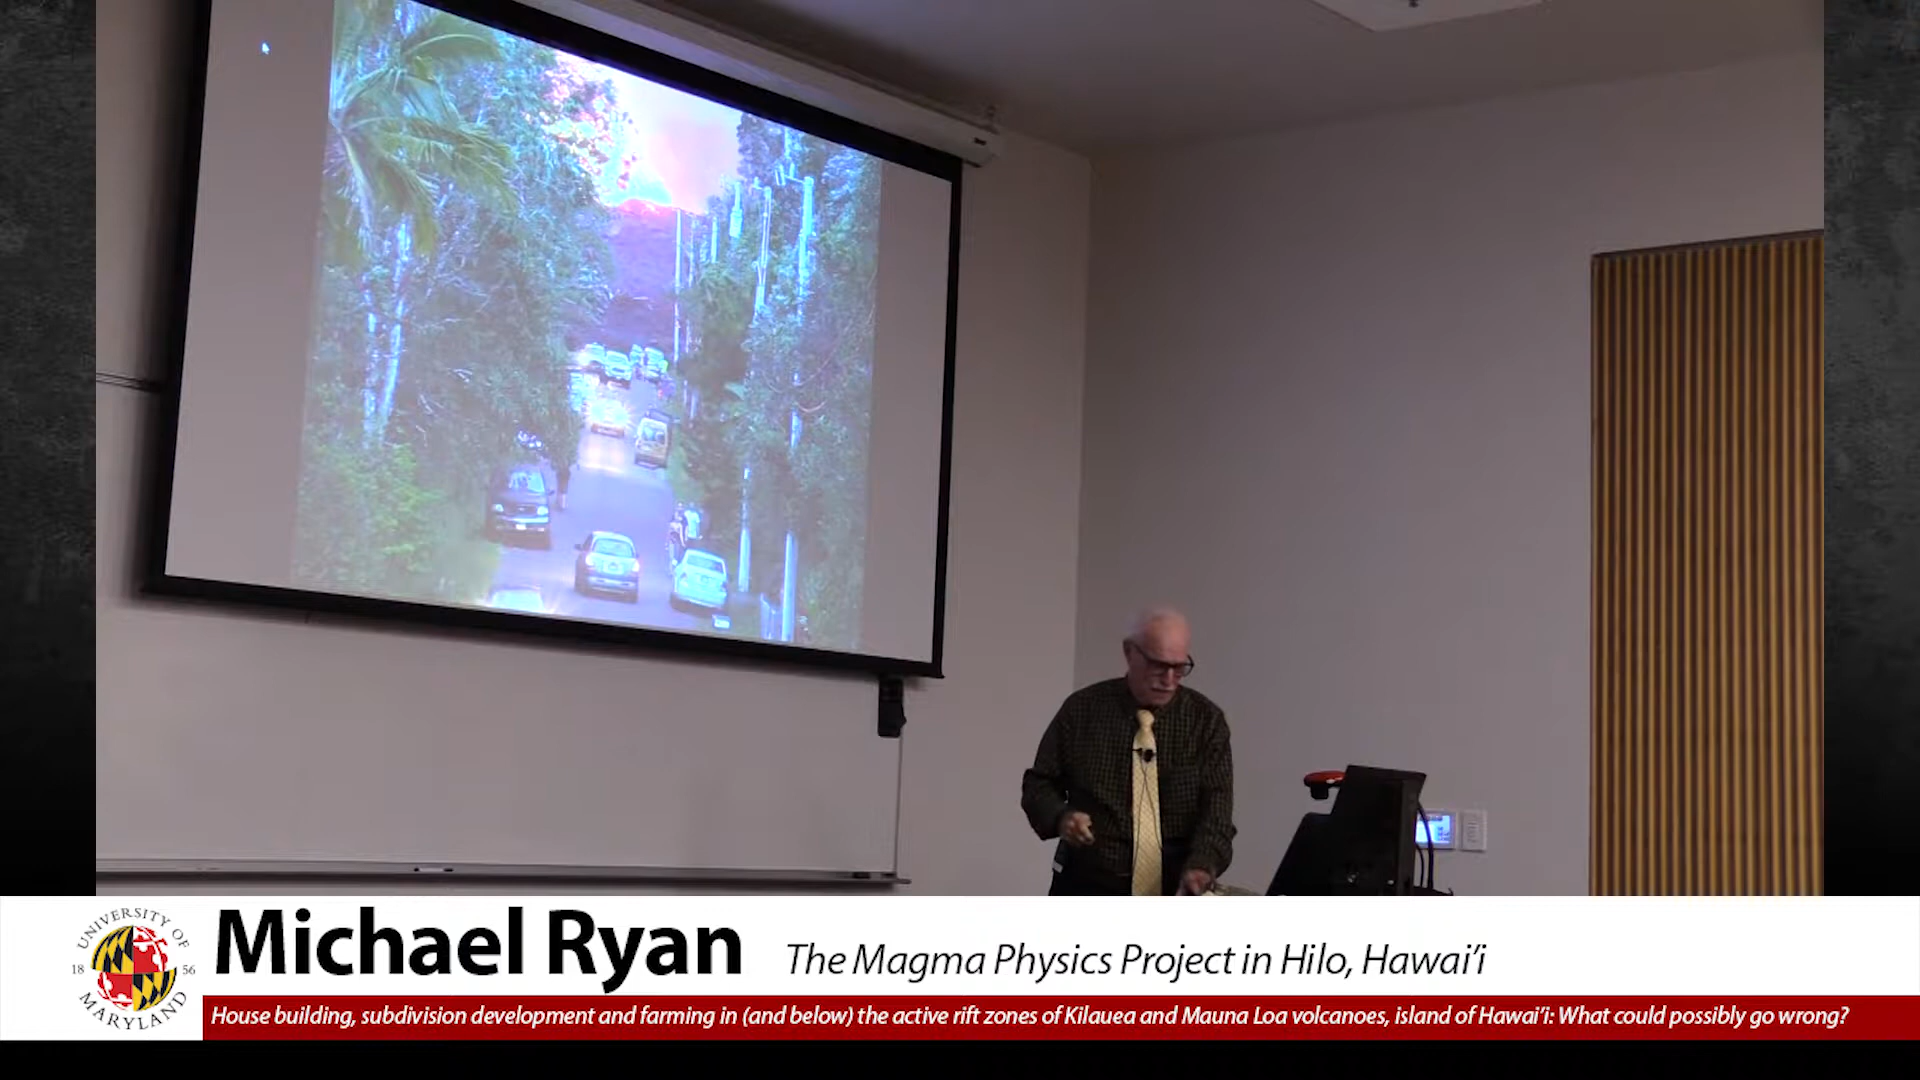 UNIVERSITY OF
18 56
MARYLAND
Michael Ryan
The Magma Physics Project in Hilo, Hawai'i
House building, subdivision development and farming in (and below) the active rift zones of Kilauea and Mauna Loa volcanoes, island of Hawai'i: What could possibly go wrong?